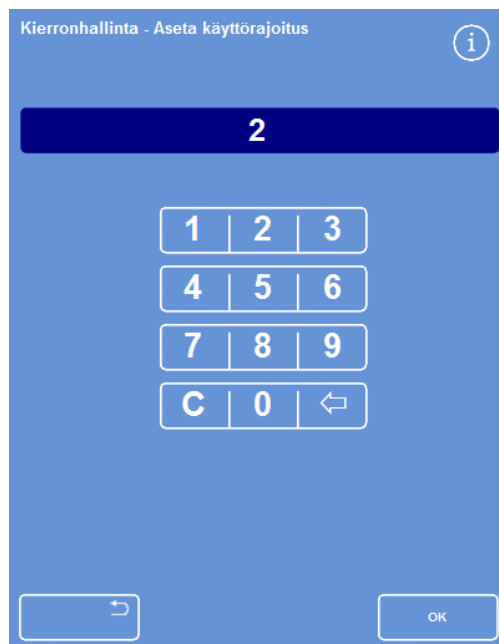 Kierronhallinta - Aseta käyttörajoitus
i
2
1 2 3
4 5 6
7 8 9
C 0
OK